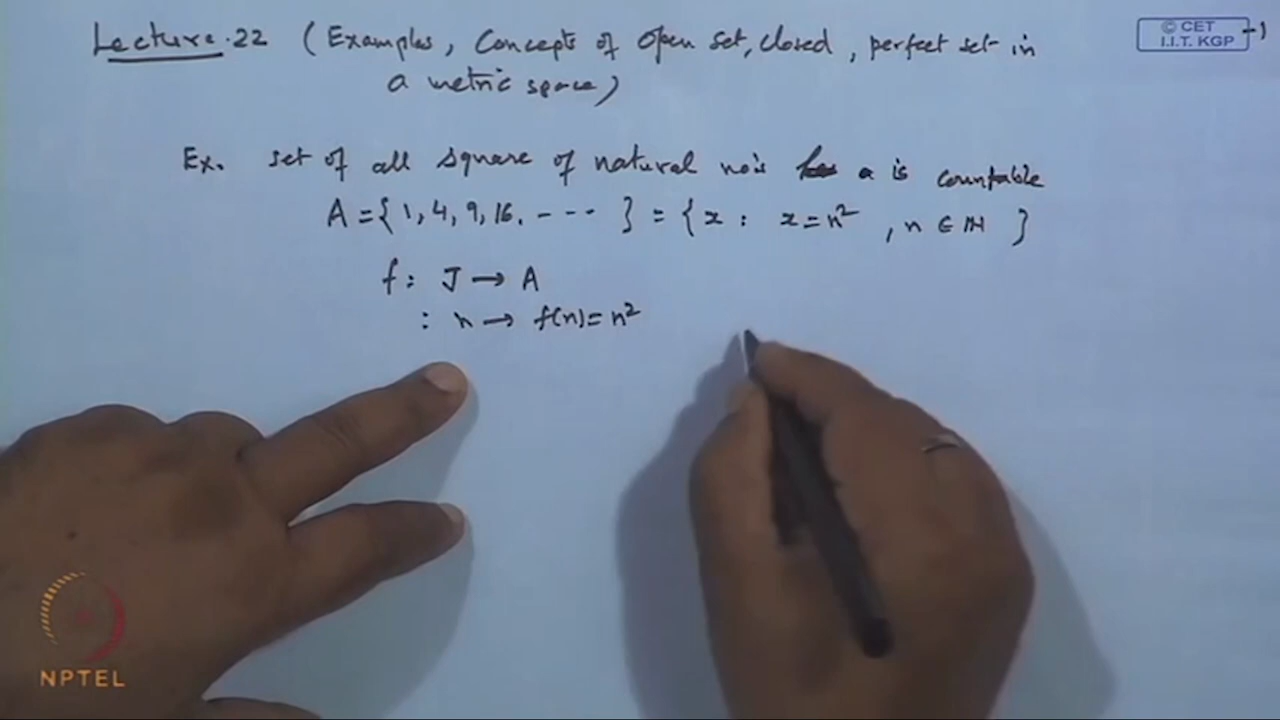 Lecture.22 (Examples, Concepts of open set, closed, perfect set in
a metric space)
© CET
I.I.T. KGP
-1
Ex. set of all square of natural no's a is countable
A = {1, 4, 9, 16, - - - } = { x : x = n² , n ∈ ℕ }
f : J → A
: n → f(n) = n²
NPTEL